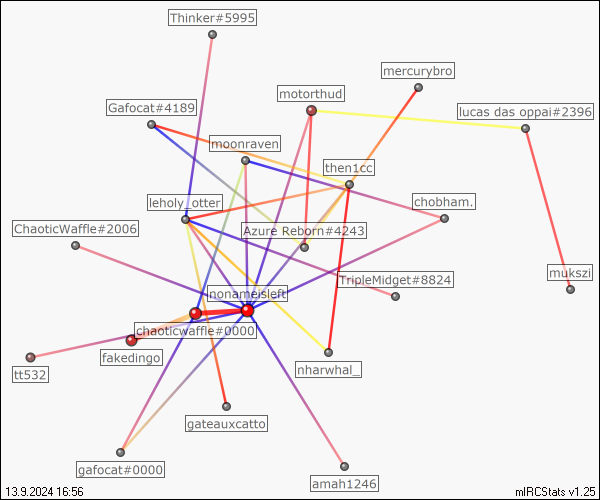 Thinker#5995
mercurybro
motorthud
Gafocat#4189
lucas das oppai#2396
moonraven
then1cc
leholy_otter
chobham.
ChaoticWaffle#2006
Azure Reborn#4243
TripleMidget#8824
mukszi
nonameisleft
chaoticwaffle#0000
fakedingo
tt532
nharwhal_
gateauxcatto
gafocat#0000
amah1246
13.9.2024 16:56
mIRCStats v1.25